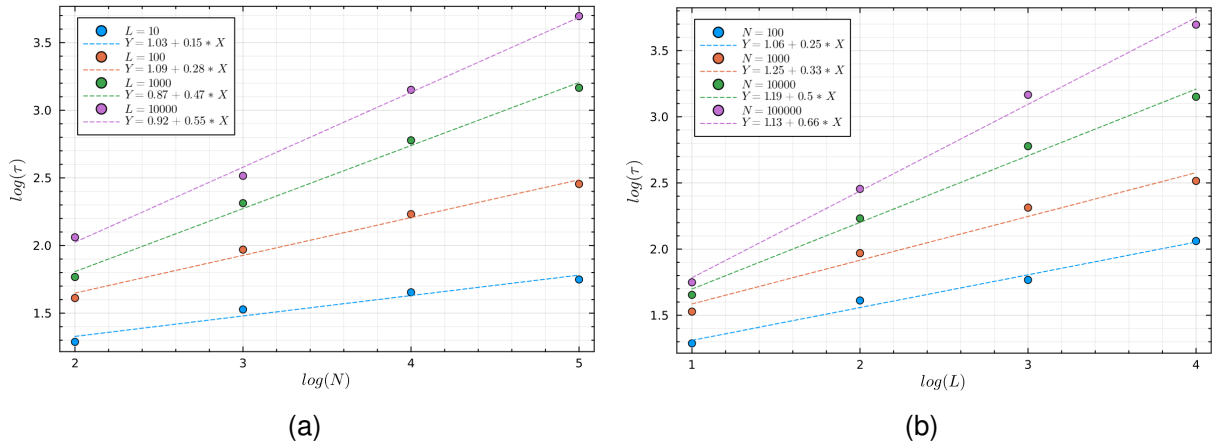 3.5
3.0
2.5
2.0
1.5
2
3
4
5
log(τ)
log(N)
L = 10
Y = 1.03 + 0.15 * X
L = 100
Y = 1.09 + 0.28 * X
L = 1000
Y = 0.87 + 0.47 * X
L = 10000
Y = 0.92 + 0.55 * X
(a)
3.5
3.0
2.5
2.0
1.5
1
2
3
4
log(τ)
log(L)
N = 100
Y = 1.06 + 0.25 * X
N = 1000
Y = 1.25 + 0.33 * X
N = 10000
Y = 1.19 + 0.5 * X
N = 100000
Y = 1.13 + 0.66 * X
(b)